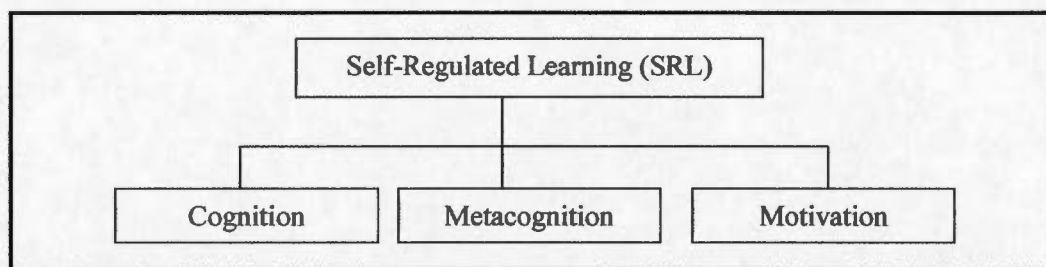 Self-Regulated Learning (SRL)
Cognition
Metacognition
Motivation